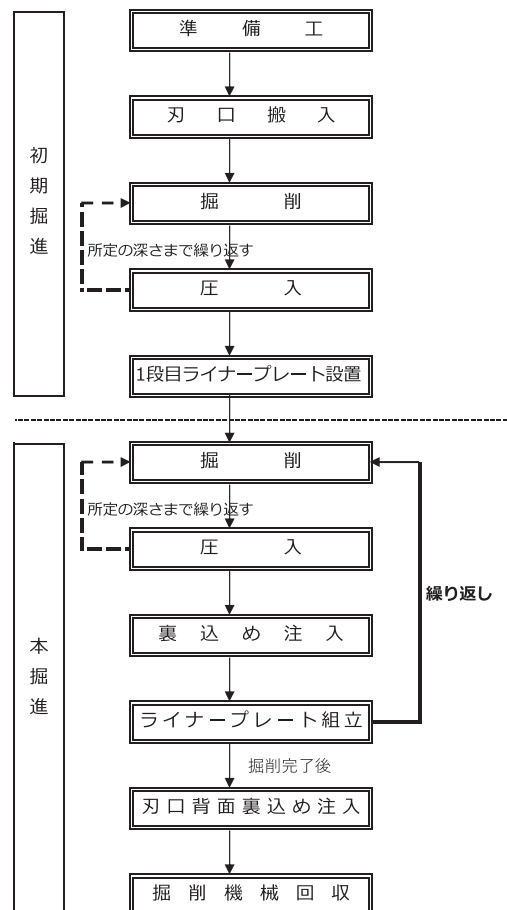 初期掘進
準備工
刃口搬入
掘削
所定の深さまで繰り返す
圧入
1段目ライナープレート設置
本掘進
掘削
所定の深さまで繰り返す
圧入
繰り返し
裏込め注入
ライナープレート組立
掘削完了後
刃口背面裏込め注入
掘削機械回収